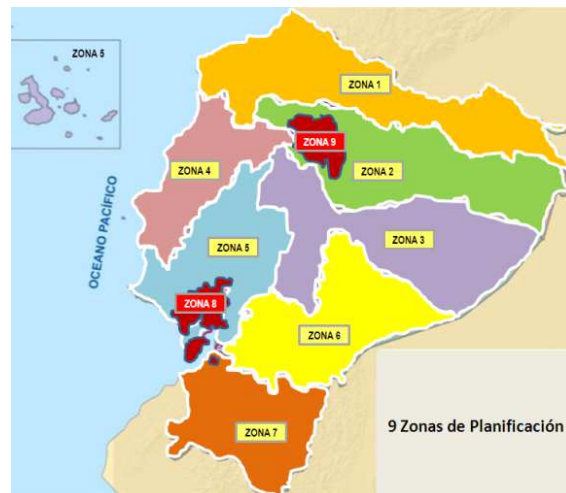 ZONA 5
ZONA 1
ZONA 9
ZONA 2
ZONA 4
OCEANO PACÍFICO
ZONA 5
ZONA 3
ZONA 8
ZONA 6
ZONA 7
9 Zonas de Planificación